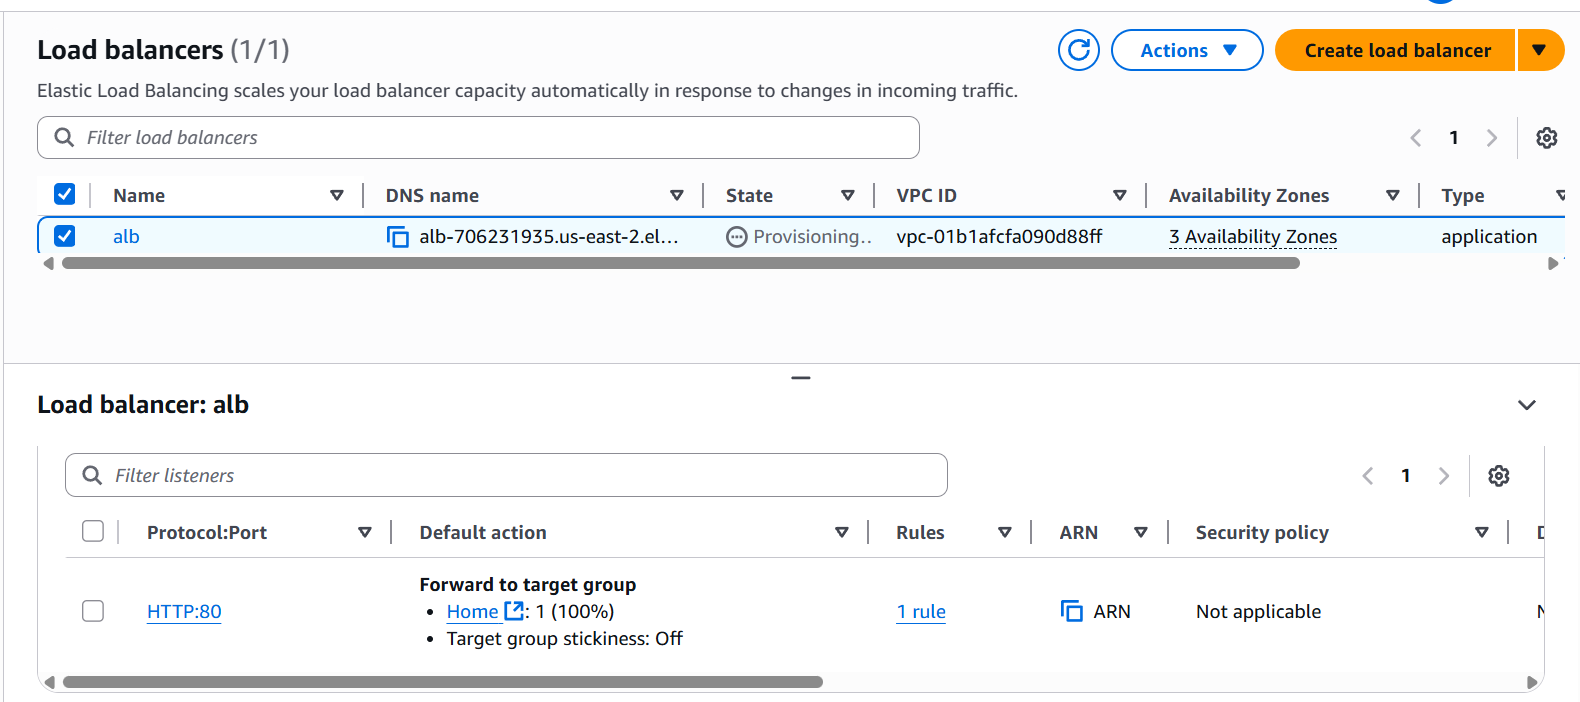 Load balancers (1/1)
Actions
Create load balancer
Elastic Load Balancing scales your load balancer capacity automatically in response to changes in incoming traffic.
Filter load balancers
1
Name DNS name State VPC ID Availability Zones Type
alb alb-706231935.us-east-2.el... Provisioning.. vpc-01b1afcfa090d88ff 3 Availability Zones application
Load balancer: alb
Filter listeners
1
Protocol:Port Default action Rules ARN Security policy
Forward to target group
HTTP:80 • Home : 1 (100%) 1 rule ARN Not applicable
• Target group stickiness: Off